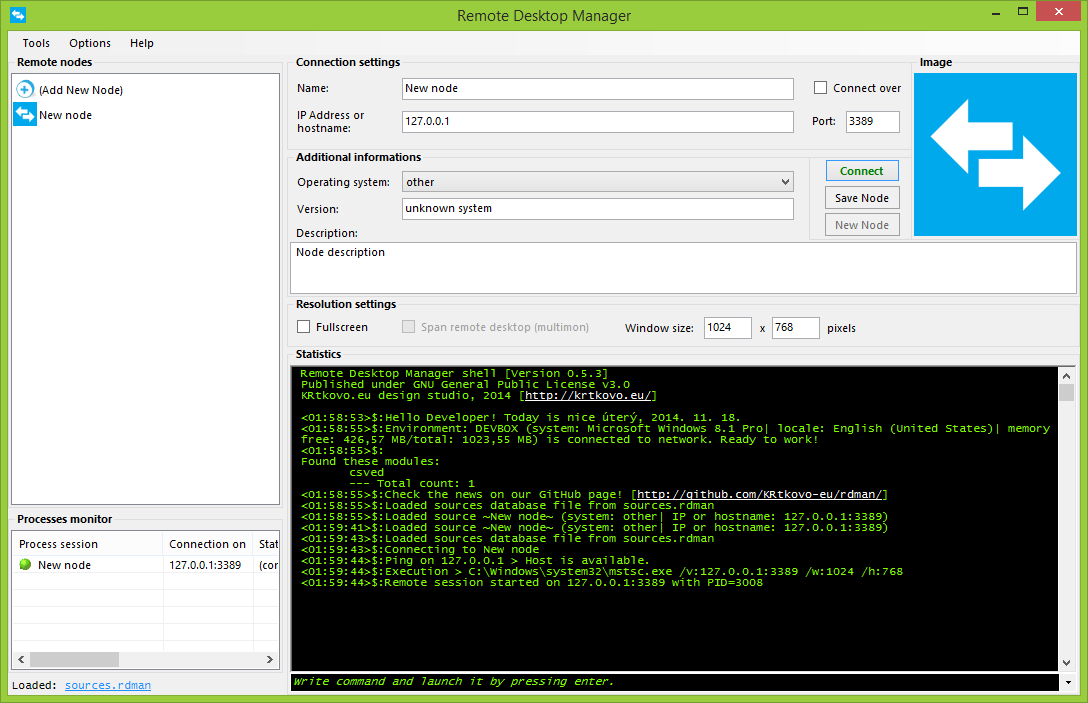 Remote Desktop Manager
Tools Options Help
Remote nodes
(Add New Node)
New node
Connection settings
Name: New node
Connect over
IP Address or
hostname: 127.0.0.1
Port: 3389
Image
Additional informations
Operating system: other
Version: unknown system
Description:
Node description
Connect
Save Node
New Node
Resolution settings
Fullscreen Span remote desktop (multimon) Window size: 1024 x 768 pixels
Statistics
Remote Desktop Manager shell [Version 0.5.3]
Published under GNU General Public License v3.0
KRtkovo.eu design studio, 2014 [http://krtkovo.eu/]
<01:58:53>$:Hello Developer! Today is nice úterý, 2014. 11. 18.
<01:58:55>$:Environment: DEVBOX (system: Microsoft Windows 8.1 Pro| locale: English (United States)| memory
free: 426,57 MB/total: 1023,55 MB) is connected to network. Ready to work!
<01:58:55>$:
Found these modules:
csved
--- Total count: 1
<01:58:55>$:Check the news on our GitHub page! [http://github.com/KRtkovo-eu/rdman/]
<01:58:55>$:Loaded sources database file from sources.rdman
<01:58:55>$:Loaded source ~New node~ (system: other| IP or hostname: 127.0.0.1:3389)
<01:59:41>$:Loaded source ~New node~ (system: other| IP or hostname: 127.0.0.1:3389)
<01:59:43>$:Loaded sources database file from sources.rdman
<01:59:43>$:Connecting to New node
<01:59:44>$:Ping on 127.0.0.1 > Host is available.
<01:59:44>$:Execution > C:\Windows\system32\mstsc.exe /v:127.0.0.1:3389 /w:1024 /h:768
<01:59:44>$:Remote session started on 127.0.0.1:3389 with PID=3008
Write command and launch it by pressing enter.
Processes monitor
Process session Connection on Stat
New node 127.0.0.1:3389 (cor
Loaded: sources.rdman